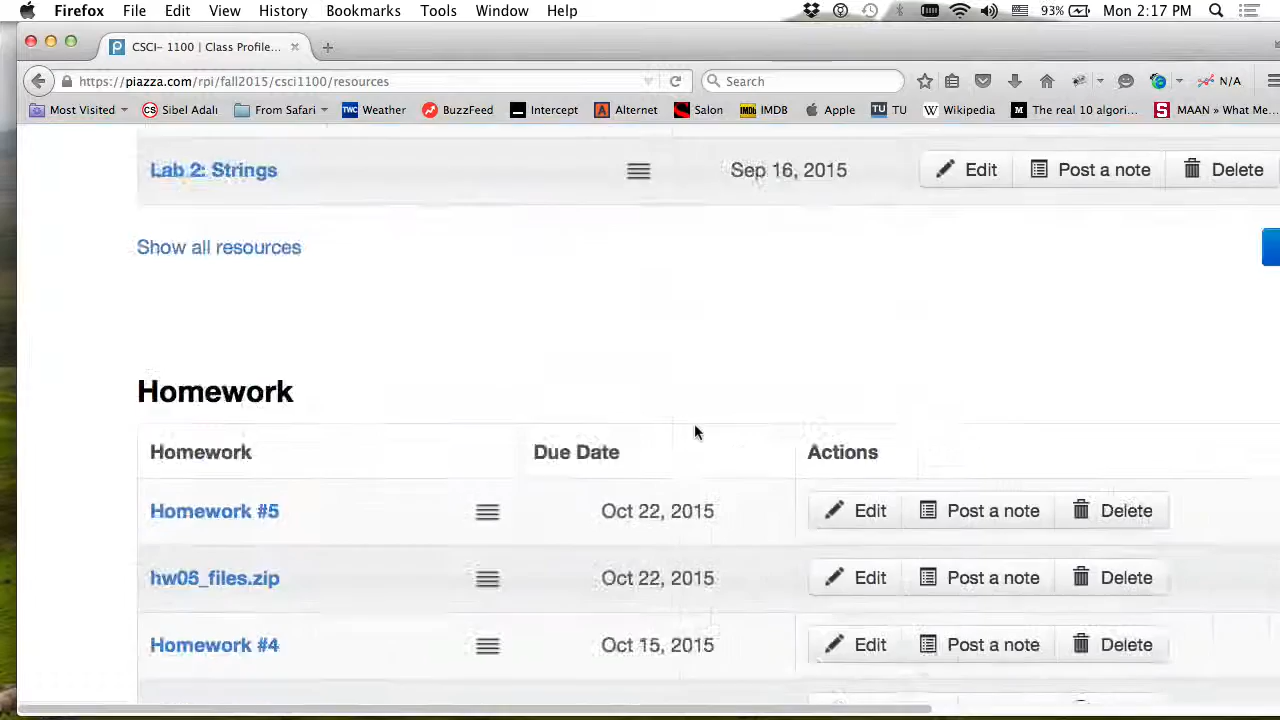 Firefox File Edit View History Bookmarks Tools Window Help 93% Mon 2:17 PM
CSCI- 1100 | Class Profile...
https://piazza.com/rpi/fall2015/csci1100/resources Search N/A
Most Visited Sibel Adali From Safari Weather BuzzFeed Intercept Alternet Salon IMDB Apple TU Wikipedia The real 10 algori... MAAN » What Me...
Lab 2: Strings Sep 16, 2015 Edit Post a note Delete
Show all resources
Homework
Homework Due Date Actions
Homework #5 Oct 22, 2015 Edit Post a note Delete
hw05_files.zip Oct 22, 2015 Edit Post a note Delete
Homework #4 Oct 15, 2015 Edit Post a note Delete